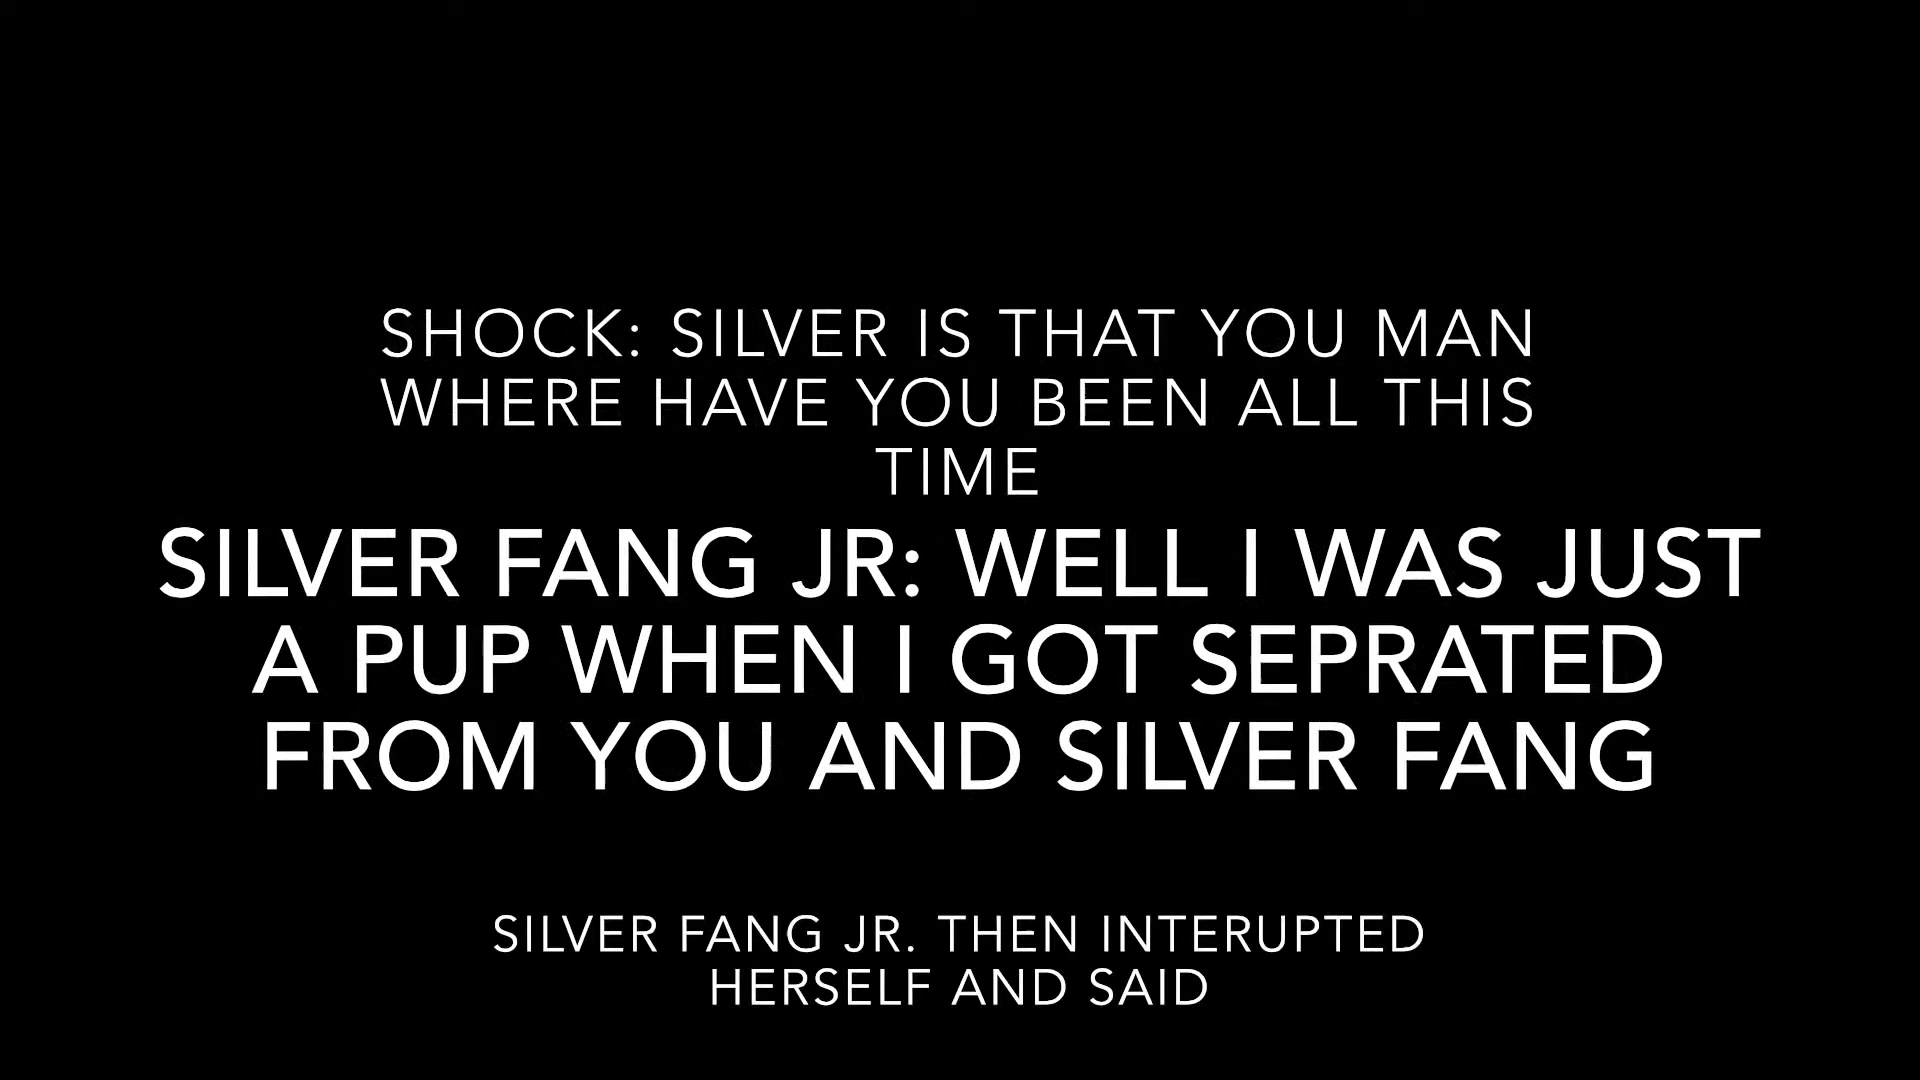 SHOCK: SILVER IS THAT YOU MAN
WHERE HAVE YOU BEEN ALL THIS
TIME
SILVER FANG JR: WELL I WAS JUST
A PUP WHEN I GOT SEPRATED
FROM YOU AND SILVER FANG
SILVER FANG JR. THEN INTERUPTED
HERSELF AND SAID